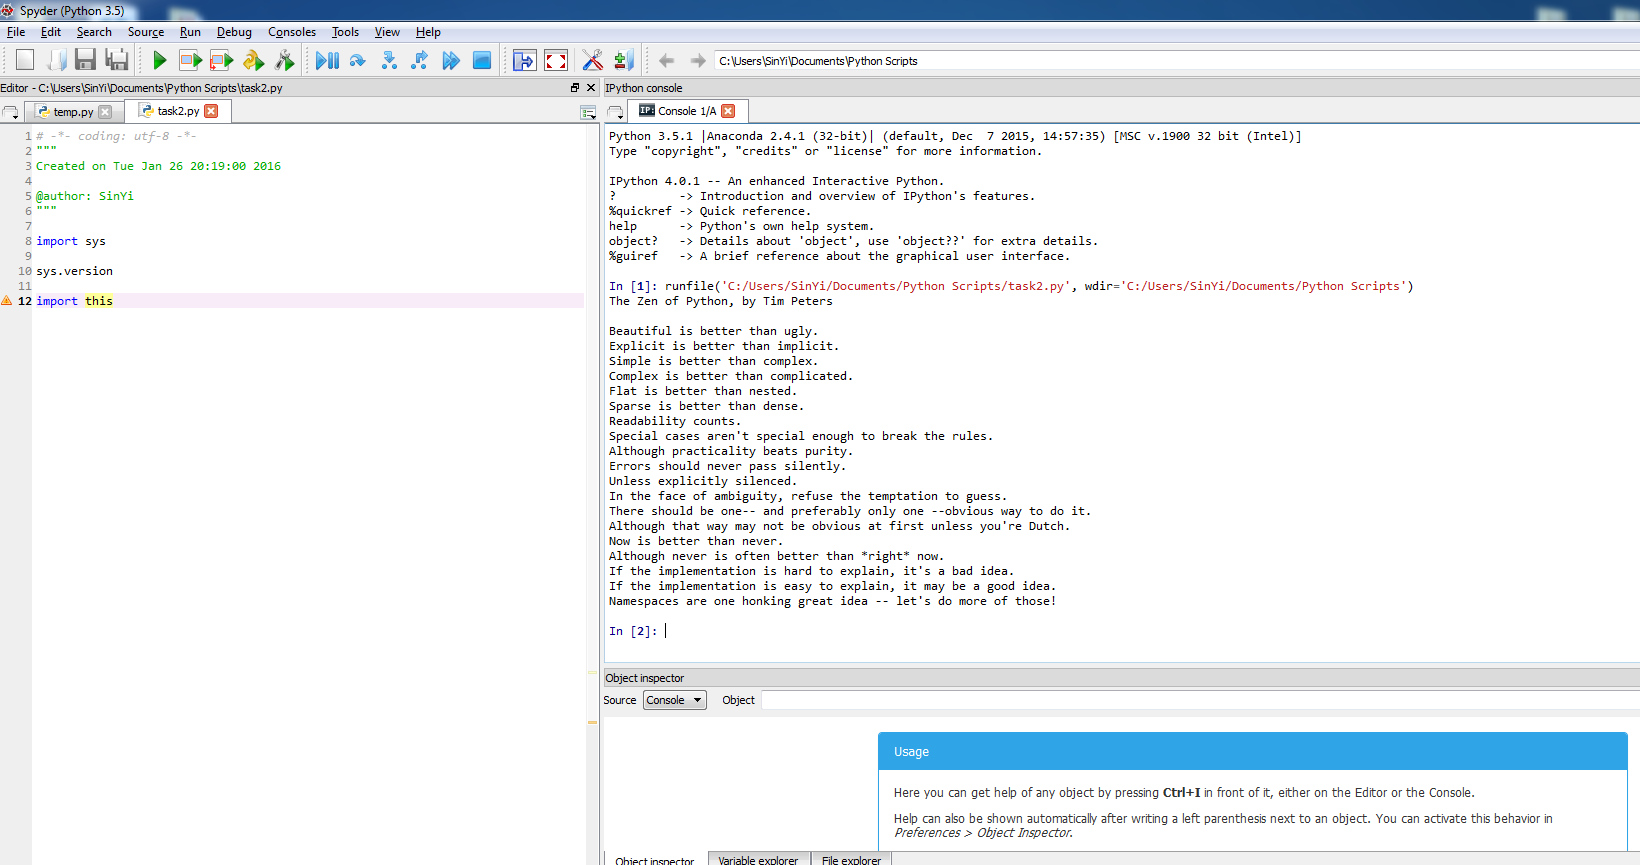 Spyder (Python 3.5)
File Edit Search Source Run Debug Consoles Tools View Help
C:\Users\SinYi\Documents\Python Scripts
Editor - C:\Users\SinYi\Documents\Python Scripts\task2.py
temp.py task2.py
1 # -*- coding: utf-8 -*-
2 """
3 Created on Tue Jan 26 20:19:00 2016
4
5 @author: SinYi
6 """
7
8 import sys
9
10 sys.version
11
12 import this
IPython console
IP: Console 1/A
Python 3.5.1 |Anaconda 2.4.1 (32-bit)| (default, Dec  7 2015, 14:57:35) [MSC v.1900 32 bit (Intel)]
Type "copyright", "credits" or "license" for more information.
IPython 4.0.1 -- An enhanced Interactive Python.
?         -> Introduction and overview of IPython's features.
%quickref -> Quick reference.
help      -> Python's own help system.
object?   -> Details about 'object', use 'object??' for extra details.
%guiref   -> A brief reference about the graphical user interface.
In [1]: runfile('C:/Users/SinYi/Documents/Python Scripts/task2.py', wdir='C:/Users/SinYi/Documents/Python Scripts')
The Zen of Python, by Tim Peters
Beautiful is better than ugly.
Explicit is better than implicit.
Simple is better than complex.
Complex is better than complicated.
Flat is better than nested.
Sparse is better than dense.
Readability counts.
Special cases aren't special enough to break the rules.
Although practicality beats purity.
Errors should never pass silently.
Unless explicitly silenced.
In the face of ambiguity, refuse the temptation to guess.
There should be one-- and preferably only one --obvious way to do it.
Although that way may not be obvious at first unless you're Dutch.
Now is better than never.
Although never is often better than *right* now.
If the implementation is hard to explain, it's a bad idea.
If the implementation is easy to explain, it may be a good idea.
Namespaces are one honking great idea -- let's do more of those!
In [2]:
Object inspector
Source Console Object
Usage
Here you can get help of any object by pressing Ctrl+I in front of it, either on the Editor or the Console.
Help can also be shown automatically after writing a left parenthesis next to an object. You can activate this behavior in
Preferences > Object Inspector.
Object inspector Variable explorer File explorer